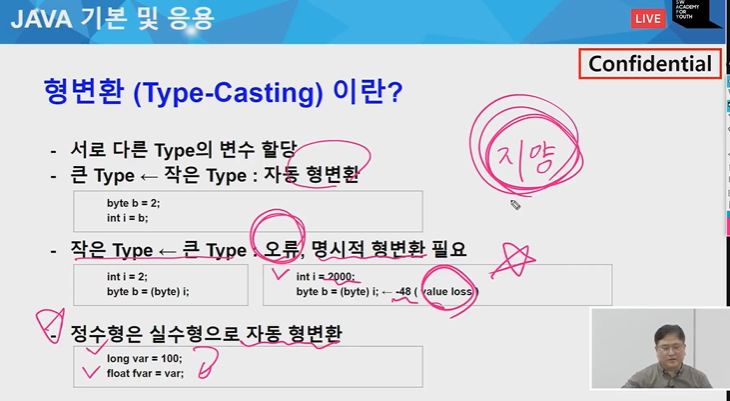 JAVA 기본 및 응용
LIVE
SW
ACADEMY
FOR
YOUTH
Confidential
형변환 (Type-Casting) 이란?
지양
- 서로 다른 Type의 변수 할당
- 큰 Type ← 작은 Type : 자동 형변환
byte b = 2;
int i = b;
- 작은 Type ← 큰 Type : 오류, 명시적 형변환 필요
int i = 2;
byte b = (byte) i;
int i = 2000;
byte b = (byte) i; ← -48 ( value loss )
- 정수형은 실수형으로 자동 형변환
long var = 100;
float fvar = var;